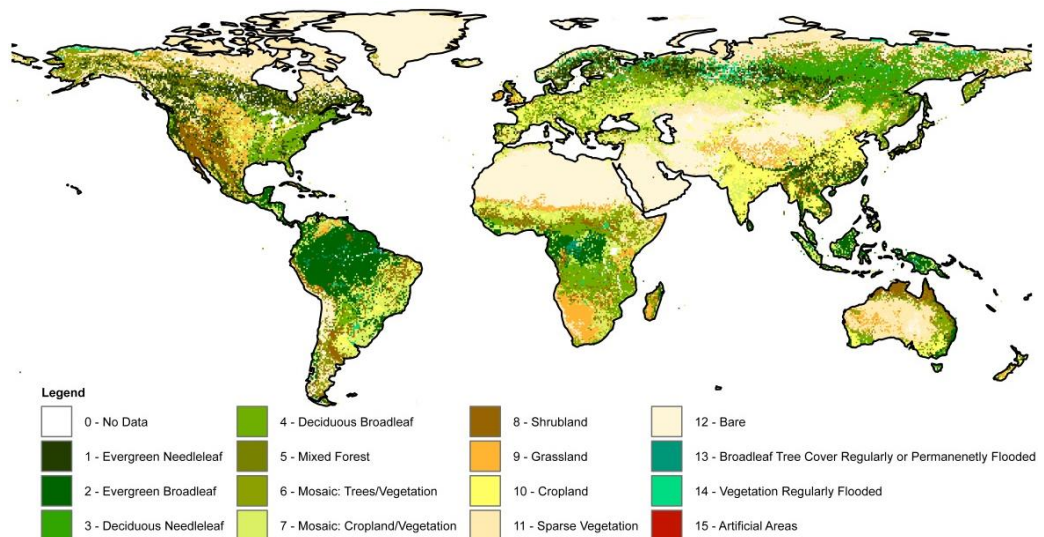 Legend
0 - No Data
1 - Evergreen Needleleaf
2 - Evergreen Broadleaf
3 - Deciduous Needleleaf
4 - Deciduous Broadleaf
5 - Mixed Forest
6 - Mosaic: Trees/Vegetation
7 - Mosaic: Cropland/Vegetation
8 - Shrubland
9 - Grassland
10 - Cropland
11 - Sparse Vegetation
12 - Bare
13 - Broadleaf Tree Cover Regularly or Permanenetly Flooded
14 - Vegetation Regularly Flooded
15 - Artificial Areas